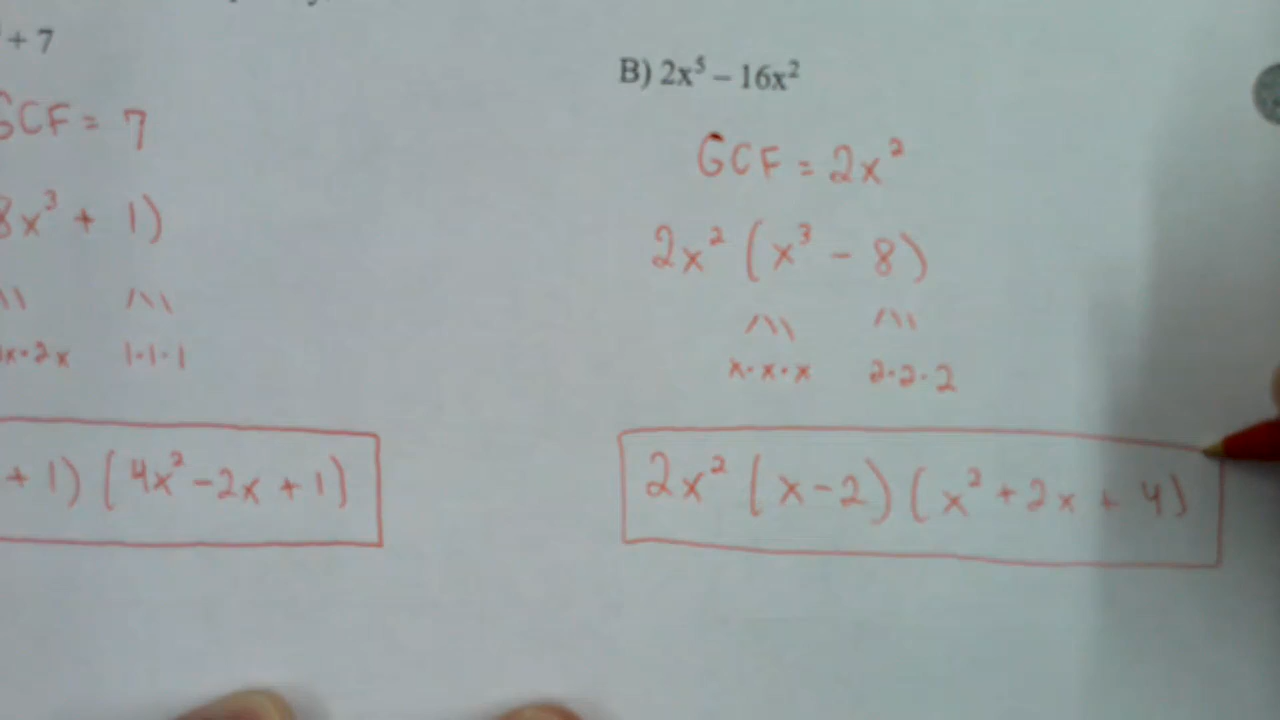 + 7
GCF = 7
8x³ + 1)
x·2x 1·1·1
+ 1) (4x² - 2x + 1)
B) 2x⁵ – 16x²
GCF = 2x²
2x² (x³ - 8)
x·x·x 2·2·2
2x² (x - 2) (x² + 2x + 4)